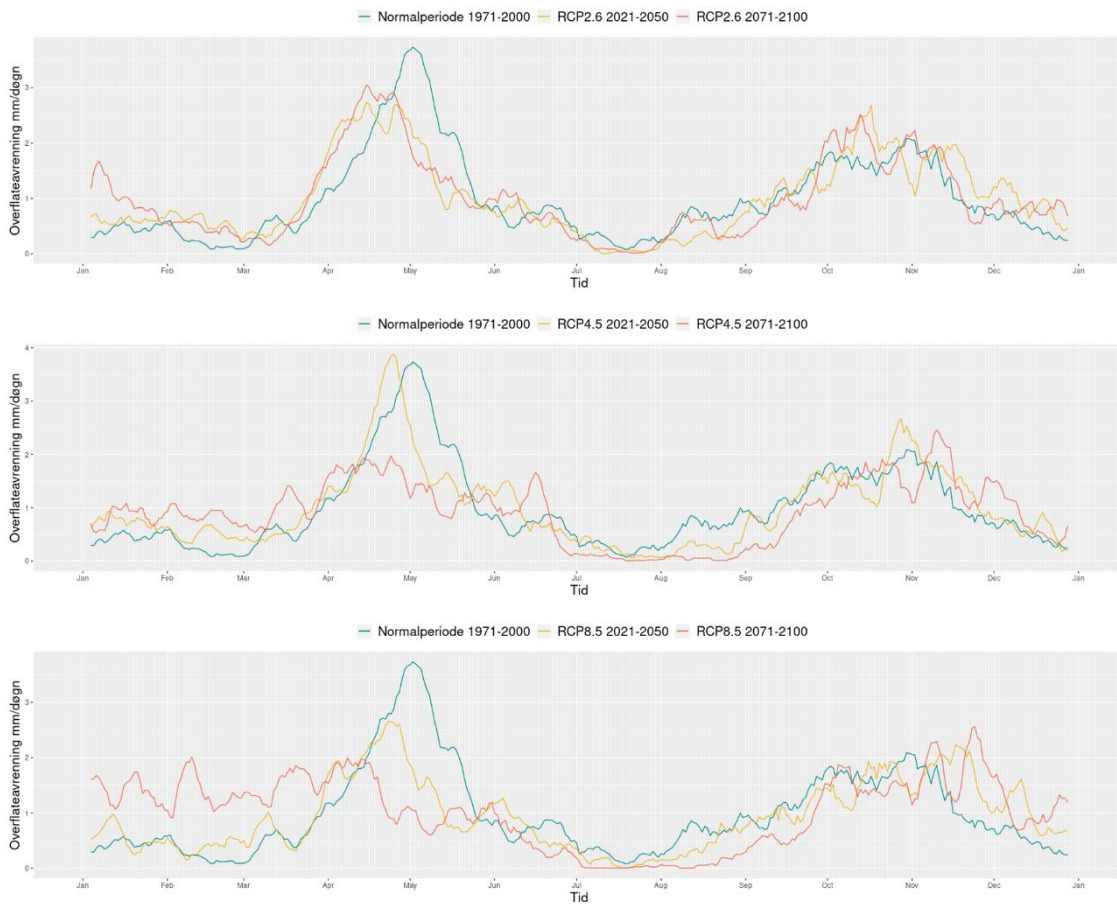 Normalperiode 1971-2000 RCP2.6 2021-2050 RCP2.6 2071-2100
Overflateavrenning mm/døgn
3
2
1
0
Jan Feb Mar Apr May Jun Jul Aug Sep Oct Nov Dec Jan
Tid
Normalperiode 1971-2000 RCP4.5 2021-2050 RCP4.5 2071-2100
Overflateavrenning mm/døgn
4
3
2
1
0
Jan Feb Mar Apr May Jun Jul Aug Sep Oct Nov Dec Jan
Tid
Normalperiode 1971-2000 RCP8.5 2021-2050 RCP8.5 2071-2100
Overflateavrenning mm/døgn
3
2
1
0
Jan Feb Mar Apr May Jun Jul Aug Sep Oct Nov Dec Jan
Tid